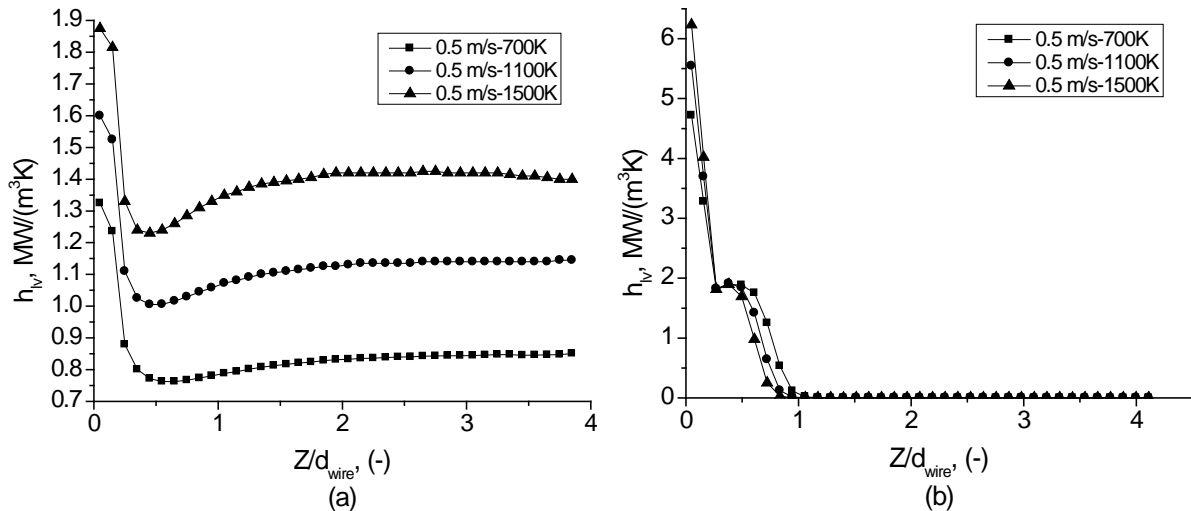 1.9
1.8
1.7
1.6
1.5
1.4
1.3
1.2
1.1
1.0
0.9
0.8
0.7
h_lv, MW/(m³K)
0.5 m/s-700K
0.5 m/s-1100K
0.5 m/s-1500K
0 1 2 3 4
Z/d_wire, (-)
(a)
6
5
4
3
2
1
0
h_lv, MW/(m³K)
0.5 m/s-700K
0.5 m/s-1100K
0.5 m/s-1500K
0 1 2 3 4
Z/d_wire, (-)
(b)